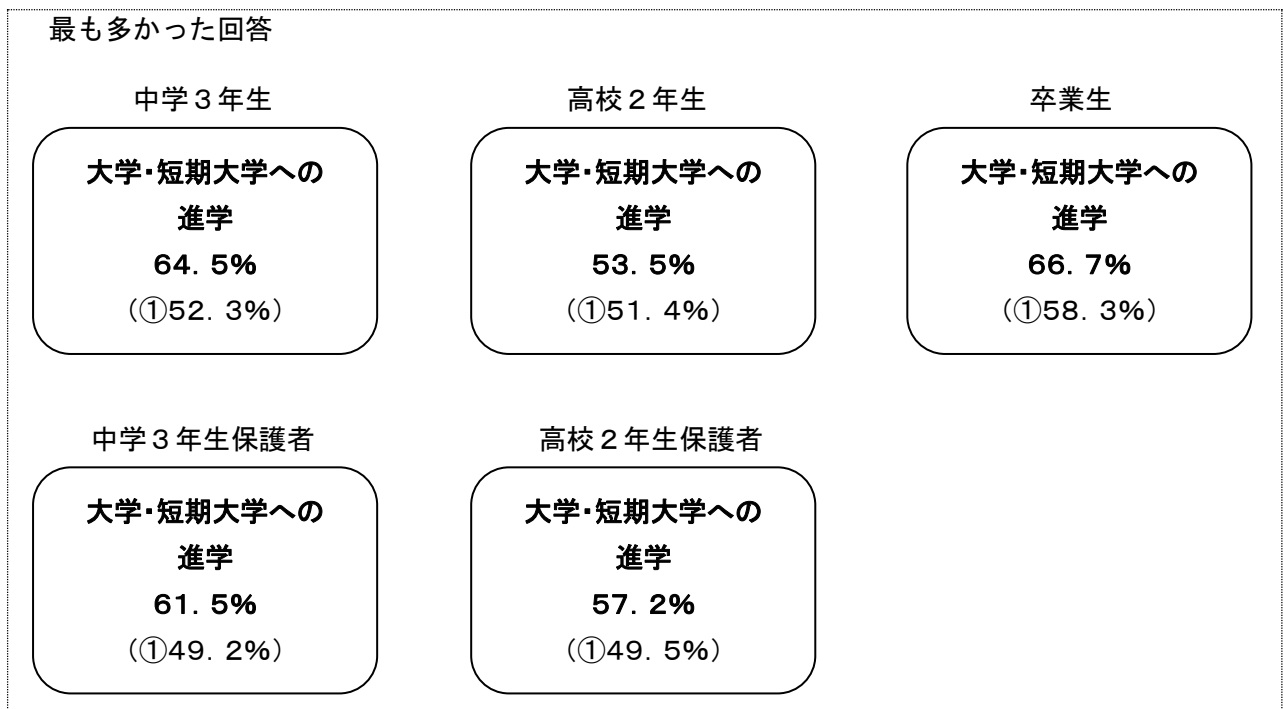 最も多かった回答
中学３年生
大学・短期大学への
進学
６４．５％
（①５２．３％）
高校２年生
大学・短期大学への
進学
５３．５％
（①５１．４％）
卒業生
大学・短期大学への
進学
６６．７％
（①５８．３％）
中学３年生保護者
大学・短期大学への
進学
６１．５％
（①４９．２％）
高校２年生保護者
大学・短期大学への
進学
５７．２％
（①４９．５％）